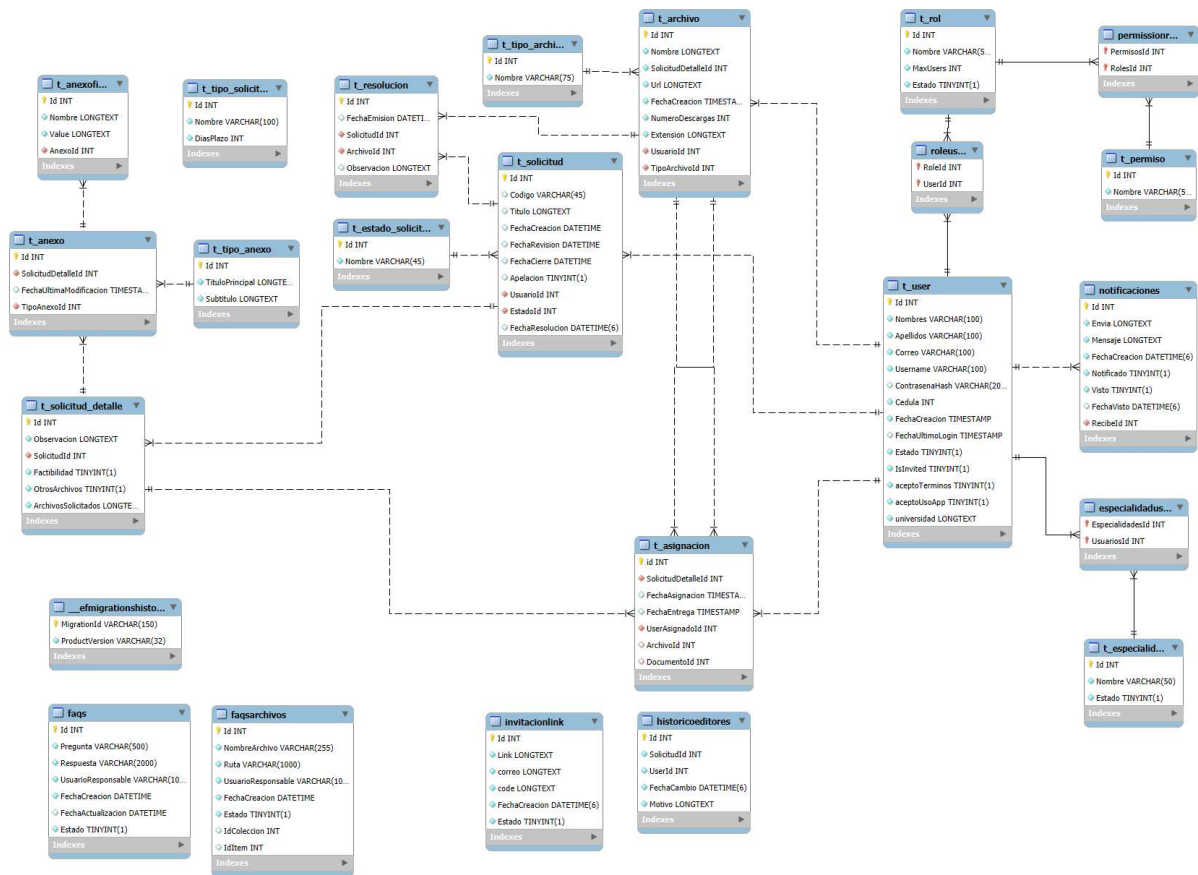 t_archivo
Id INT
Nombre LONGTEXT
SolicitudDetalleId INT
Url LONGTEXT
FechaCreacion TIMESTA...
NumeroDescargas INT
Extension LONGTEXT
UsuarioId INT
TipoArchivoId INT
Indexes
t_rol
Id INT
Nombre VARCHAR(5...
MaxUsers INT
Estado TINYINT(1)
Indexes
permissionr...
PermisosId INT
RolesId INT
Indexes
t_tipo_archi...
Id INT
Nombre VARCHAR(75)
Indexes
t_anexofi...
Id INT
Nombre LONGTEXT
Value LONGTEXT
AnexoId INT
Indexes
t_tipo_solicit...
Id INT
Nombre VARCHAR(100)
DiasPlazo INT
Indexes
t_resolucion
Id INT
FechaEmision DATETI...
SolicitudId INT
ArchivoId INT
Observacion LONGTEXT
Indexes
t_solicitud
Id INT
Codigo VARCHAR(45)
Titulo LONGTEXT
FechaCreacion DATETIME
FechaRevision DATETIME
FechaCierre DATETIME
Apelacion TINYINT(1)
UsuarioId INT
EstadoId INT
FechaResolucion DATETIME(6)
Indexes
roleus...
RoleId INT
UserId INT
Indexes
t_permiso
Id INT
Nombre VARCHAR(5...
Indexes
t_estado_solicit...
Id INT
Nombre VARCHAR(45)
Indexes
t_anexo
Id INT
SolicitudDetalleId INT
FechaUltimaModificacion TIMESTA...
TipoAnexoId INT
Indexes
t_tipo_anexo
Id INT
TituloPrincipal LONGTE...
Subtitulo LONGTEXT
Indexes
t_user
Id INT
Nombres VARCHAR(100)
Apellidos VARCHAR(100)
Correo VARCHAR(100)
Username VARCHAR(100)
ContrasenaHash VARCHAR(20...
Cedula INT
FechaCreacion TIMESTAMP
FechaUltimoLogin TIMESTAMP
Estado TINYINT(1)
IsInvited TINYINT(1)
aceptoTerminos TINYINT(1)
aceptoUsoApp TINYINT(1)
universidad LONGTEXT
Indexes
notificaciones
Id INT
Envia LONGTEXT
Mensaje LONGTEXT
FechaCreacion DATETIME(6)
Notificado TINYINT(1)
Visto TINYINT(1)
FechaVisto DATETIME(6)
RecibeId INT
Indexes
t_solicitud_detalle
Id INT
Observacion LONGTEXT
SolicitudId INT
Factibilidad TINYINT(1)
OtrosArchivos TINYINT(1)
ArchivosSolicitados LONGTE...
Indexes
especialidadus...
EspecialidadesId INT
UsuariosId INT
Indexes
t_asignacion
id INT
SolicitudDetalleId INT
FechaAsignacion TIMESTA...
FechaEntrega TIMESTAMP
UserAsignadoId INT
ArchivoId INT
DocumentoId INT
Indexes
__efmigrationshisto...
MigrationId VARCHAR(150)
ProductVersion VARCHAR(32)
Indexes
t_especialid...
Id INT
Nombre VARCHAR(50)
Estado TINYINT(1)
Indexes
faqs
Id INT
Pregunta VARCHAR(500)
Respuesta VARCHAR(2000)
UsuarioResponsable VARCHAR(10...
FechaCreacion DATETIME
FechaActualizacion DATETIME
Estado TINYINT(1)
Indexes
faqsarchivos
Id INT
NombreArchivo VARCHAR(255)
Ruta VARCHAR(1000)
UsuarioResponsable VARCHAR(10...
FechaCreacion DATETIME
Estado TINYINT(1)
IdColeccion INT
IdItem INT
Indexes
invitacionlink
Id INT
Link LONGTEXT
correo LONGTEXT
code LONGTEXT
FechaCreacion DATETIME(6)
Estado TINYINT(1)
Indexes
historicoeditores
Id INT
SolicitudId INT
UserId INT
FechaCambio DATETIME(6)
Motivo LONGTEXT
Indexes